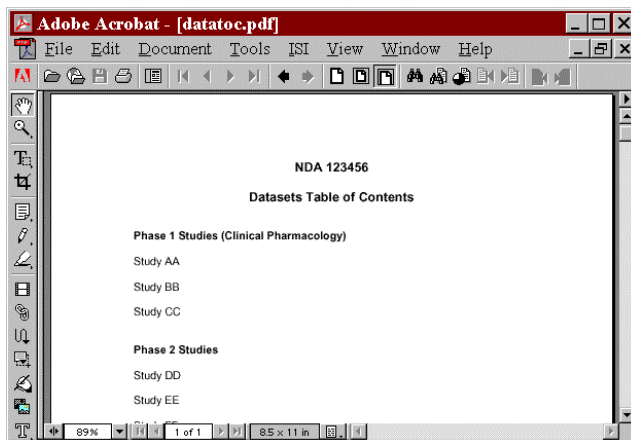 Adobe Acrobat - [datatoc.pdf]
File Edit Document Tools ISI View Window Help
NDA 123456
Datasets Table of Contents
Phase 1 Studies (Clinical Pharmacology)
Study AA
Study BB
Study CC
Phase 2 Studies
Study DD
Study EE
89% 1 of 1 8.5 x 11 in